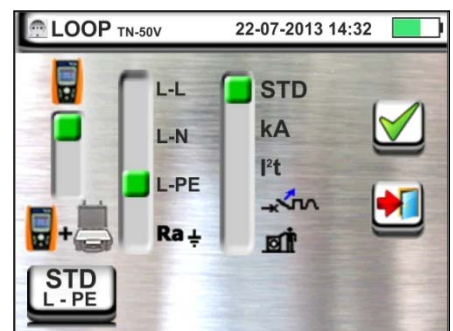 LOOP TN-50V 22-07-2013 14:32
L-L
L-N
L-PE
Ra
STD
kA
I²t
+
STD
L - PE